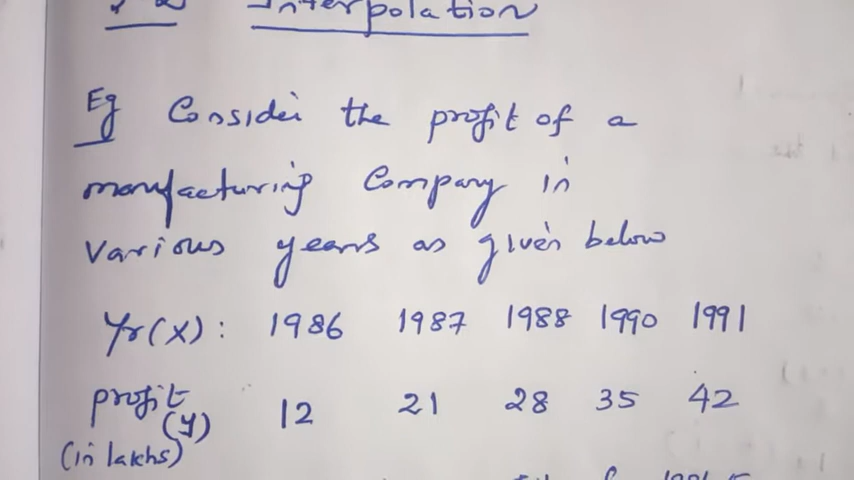 Interpolation
Eg Consider the profit of a
manufacturing Company in
Various years as given below
Yr(X): 1986 1987 1988 1990 1991
profit (Y) 12 21 28 35 42
(in lakhs)